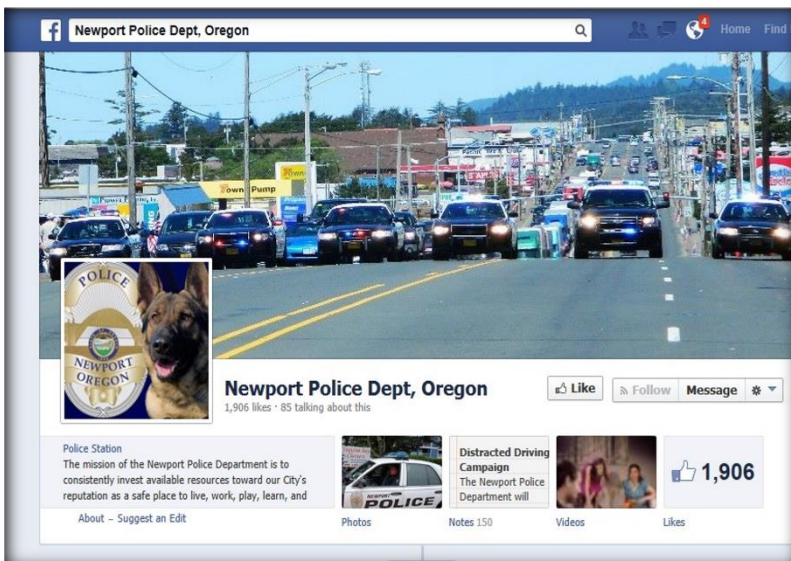 Newport Police Dept, Oregon
4
Home Find
Town Pump
POLICE
NEWPORT
OREGON
Newport Police Dept, Oregon
1,906 likes · 85 talking about this
Like
Follow
Message
Police Station
The mission of the Newport Police Department is to
consistently invest available resources toward our City's
reputation as a safe place to live, work, play, learn, and
About – Suggest an Edit
NEWPORT
POLICE
Photos
Distracted Driving
Campaign
The Newport Police
Department will
Notes 150
Videos
1,906
Likes